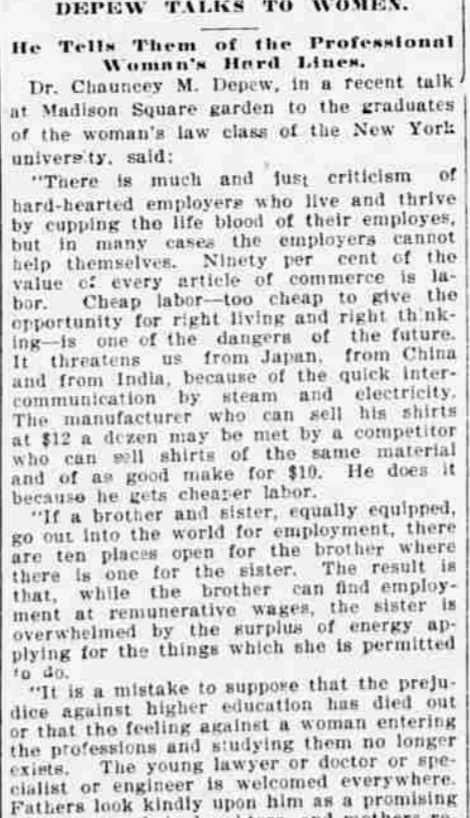 DEPEW TALKS TO WOMEN.
He Tells Them of the Professional
Woman's Hard Lines.
Dr. Chauncey M. Depew, in a recent talk
at Madison Square garden to the graduates
of the woman's law class of the New York
university, said:
"There is much and just criticism of
hard-hearted employers who live and thrive
by cupping the life blood of their employes,
but in many cases the employers cannot
help themselves. Ninety per cent of the
value of every article of commerce is la-
bor. Cheap labor—too cheap to give the
opportunity for right living and right think-
ing—is one of the dangers of the future.
It threatens us from Japan, from China
and from India, because of the quick inter-
communication by steam and electricity.
The manufacturer who can sell his shirts
at $12 a dozen may be met by a competitor
who can sell shirts of the same material
and of as good make for $10. He does it
because he gets cheaper labor.
"If a brother and sister, equally equipped,
go out into the world for employment, there
are ten places open for the brother where
there is one for the sister. The result is
that, while the brother can find employ-
ment at remunerative wages, the sister is
overwhelmed by the surplus of energy ap-
plying for the things which she is permitted
to do.
"It is a mistake to suppose that the preju-
dice against higher education has died out
or that the feeling against a woman entering
the professions and studying them no longer
exists. The young lawyer or doctor or spe-
cialist or engineer is welcomed everywhere.
Fathers look kindly upon him as a promising
and mothers re-